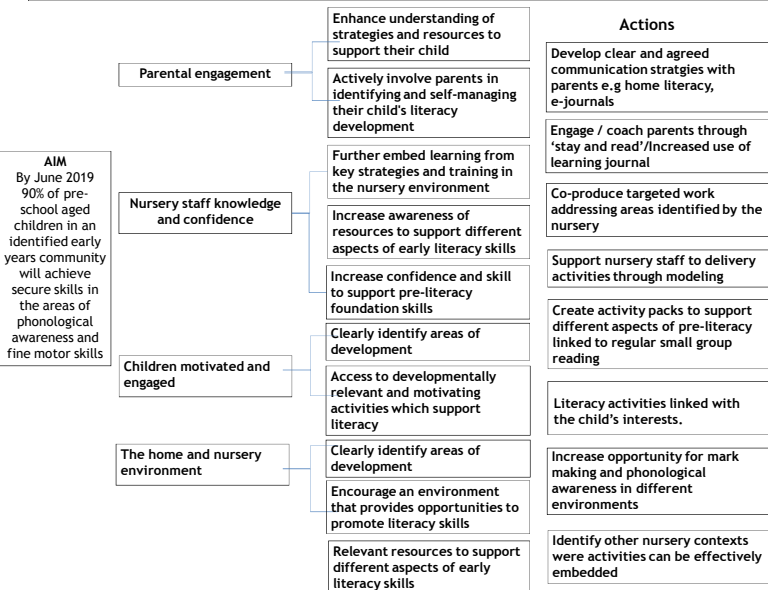 AIM
By June 2019
90% of pre-
school aged
children in an
identified early
years community
will achieve
secure skills in
the areas of
phonological
awareness and
fine motor skills
Parental engagement
Nursery staff knowledge
and confidence
Children motivated and
engaged
The home and nursery
environment
Enhance understanding of
strategies and resources to
support their child
Actively involve parents in
identifying and self-managing
their child's literacy
development
Further embed learning from
key strategies and training in
the nursery environment
Increase awareness of
resources to support different
aspects of early literacy skills
Increase confidence and skill
to support pre-literacy
foundation skills
Clearly identify areas of
development
Access to developmentally
relevant and motivating
activities which support
literacy
Clearly identify areas of
development
Encourage an environment
that provides opportunities to
promote literacy skills
Relevant resources to support
different aspects of early
literacy skills
Actions
Develop clear and agreed
communication stratgies with
parents e.g home literacy,
e-journals
Engage / coach parents through
‘stay and read’/Increased use of
learning journal
Co-produce targeted work
addressing areas identified by the
nursery
Support nursery staff to delivery
activities through modeling
Create activity packs to support
different aspects of pre-literacy
linked to regular small group
reading
Literacy activities linked with
the child’s interests.
Increase opportunity for mark
making and phonological
awareness in different
environments
Identify other nursery contexts
were activities can be effectively
embedded